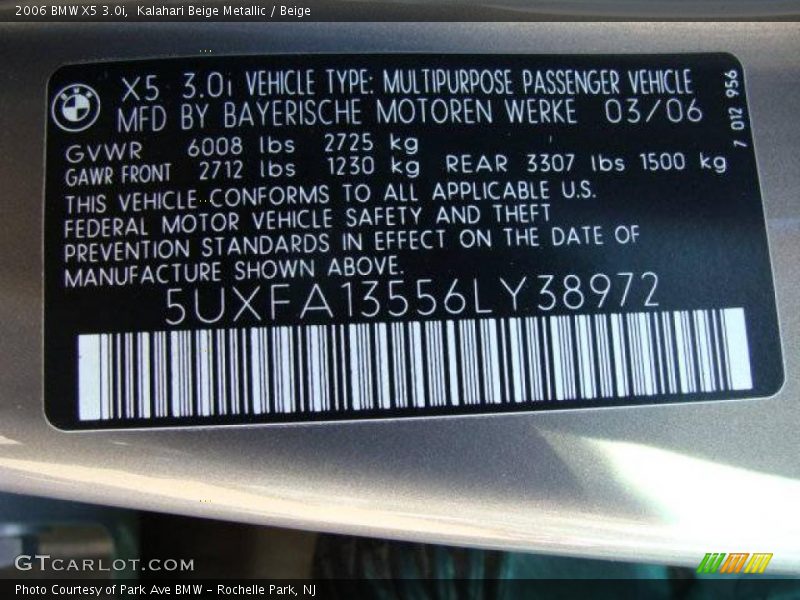 2006 BMW X5 3.0i,  Kalahari Beige Metallic / Beige
BMW
X5 3.0i VEHICLE TYPE: MULTIPURPOSE PASSENGER VEHICLE
MFD BY BAYERISCHE MOTOREN WERKE 03/06
7 012 956
GVWR 6008 lbs 2725 kg
GAWR FRONT 2712 lbs 1230 kg REAR 3307 lbs 1500 kg
THIS VEHICLE CONFORMS TO ALL APPLICABLE U.S.
FEDERAL MOTOR VEHICLE SAFETY AND THEFT
PREVENTION STANDARDS IN EFFECT ON THE DATE OF
MANUFACTURE SHOWN ABOVE.
5UXFA13556LY38972
GTCARLOT.COM
Photo Courtesy of Park Ave BMW - Rochelle Park, NJ